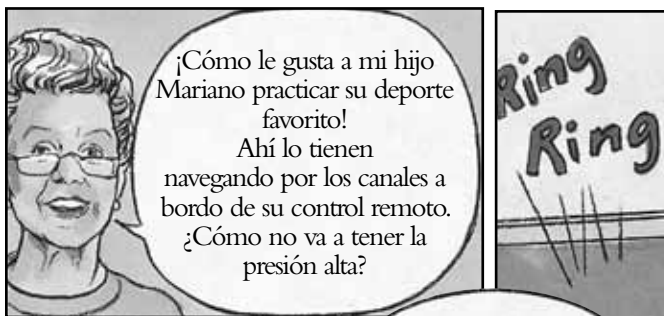 ¡Cómo le gusta a mi hijo
Mariano practicar su deporte
favorito!
Ahí lo tienen
navegando por los canales a
bordo de su control remoto.
¿Cómo no va a tener la
presión alta?
Ring
Ring